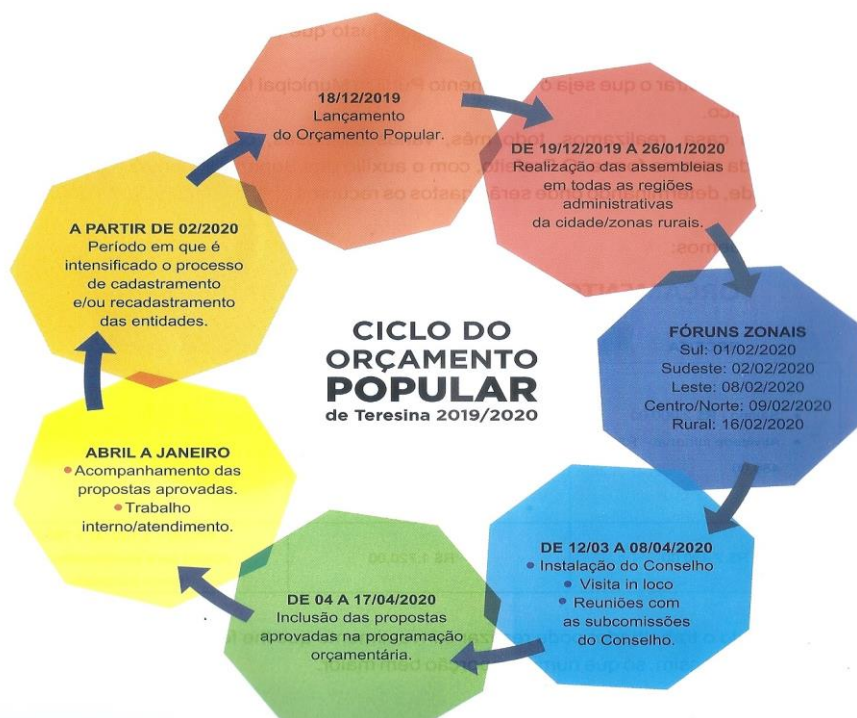 CICLO DO
ORÇAMENTO
POPULAR
de Teresina 2019/2020
18/12/2019
Lançamento
do Orçamento Popular.
DE 19/12/2019 A 26/01/2020
Realização das assembleias
em todas as regiões
administrativas
da cidade/zonas rurais.
FÓRUNS ZONAIS
Sul: 01/02/2020
Sudeste: 02/02/2020
Leste: 08/02/2020
Centro/Norte: 09/02/2020
Rural: 16/02/2020
DE 12/03 A 08/04/2020
• Instalação do Conselho
• Visita in loco
• Reuniões com
as subcomissões
do Conselho.
DE 04 A 17/04/2020
Inclusão das propostas
aprovadas na programação
orçamentária.
ABRIL A JANEIRO
• Acompanhamento das
propostas aprovadas.
• Trabalho
interno/atendimento.
A PARTIR DE 02/2020
Período em que é
intensificado o processo
de cadastramento
e/ou recadastramento
das entidades.